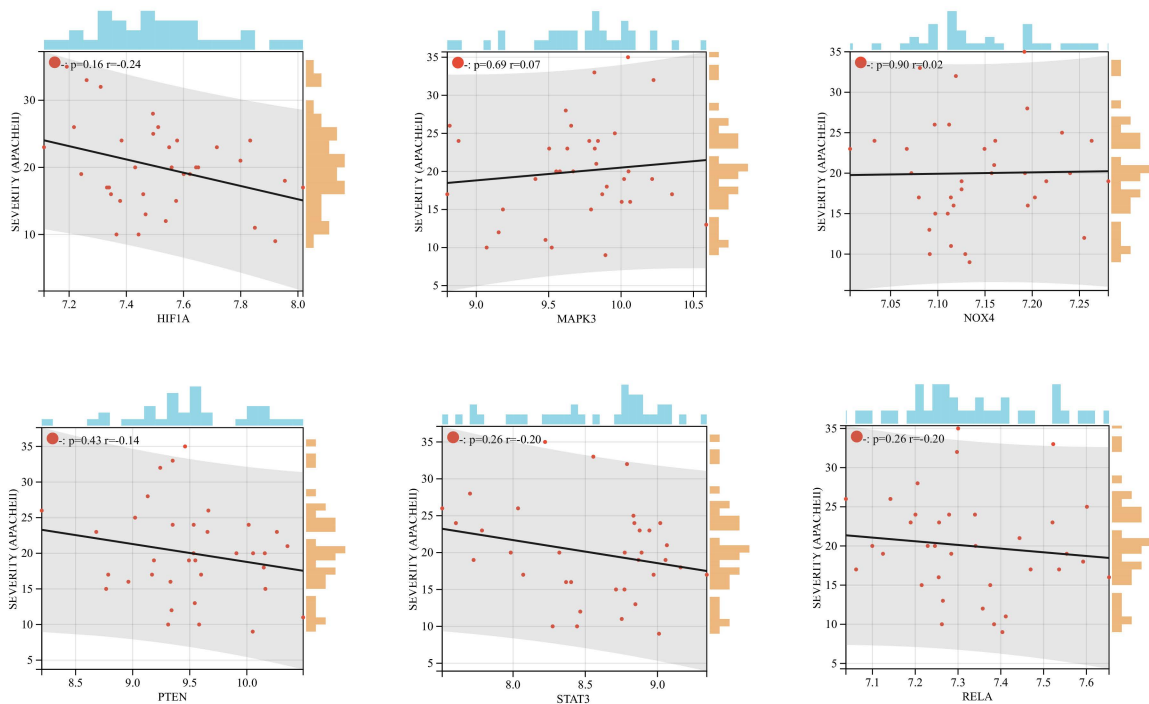 -: p=0.16 r=-0.24
SEVERITY (APACHEII)
30
20
10
7.2 7.4 7.6 7.8 8.0
HIF1A
-: p=0.69 r=0.07
SEVERITY (APACHEII)
35
30
25
20
15
10
5
9.0 9.5 10.0 10.5
MAPK3
-: p=0.90 r=0.02
SEVERITY (APACHEII)
35
30
25
20
15
10
7.05 7.10 7.15 7.20 7.25
NOX4
-: p=0.43 r=-0.14
SEVERITY (APACHEII)
35
30
25
20
15
10
5
8.5 9.0 9.5 10.0
PTEN
-: p=0.26 r=-0.20
SEVERITY (APACHEII)
35
30
25
20
15
10
5
8.0 8.5 9.0
STAT3
-: p=0.26 r=-0.20
SEVERITY (APACHEII)
35
30
25
20
15
10
5
7.1 7.2 7.3 7.4 7.5 7.6
RELA